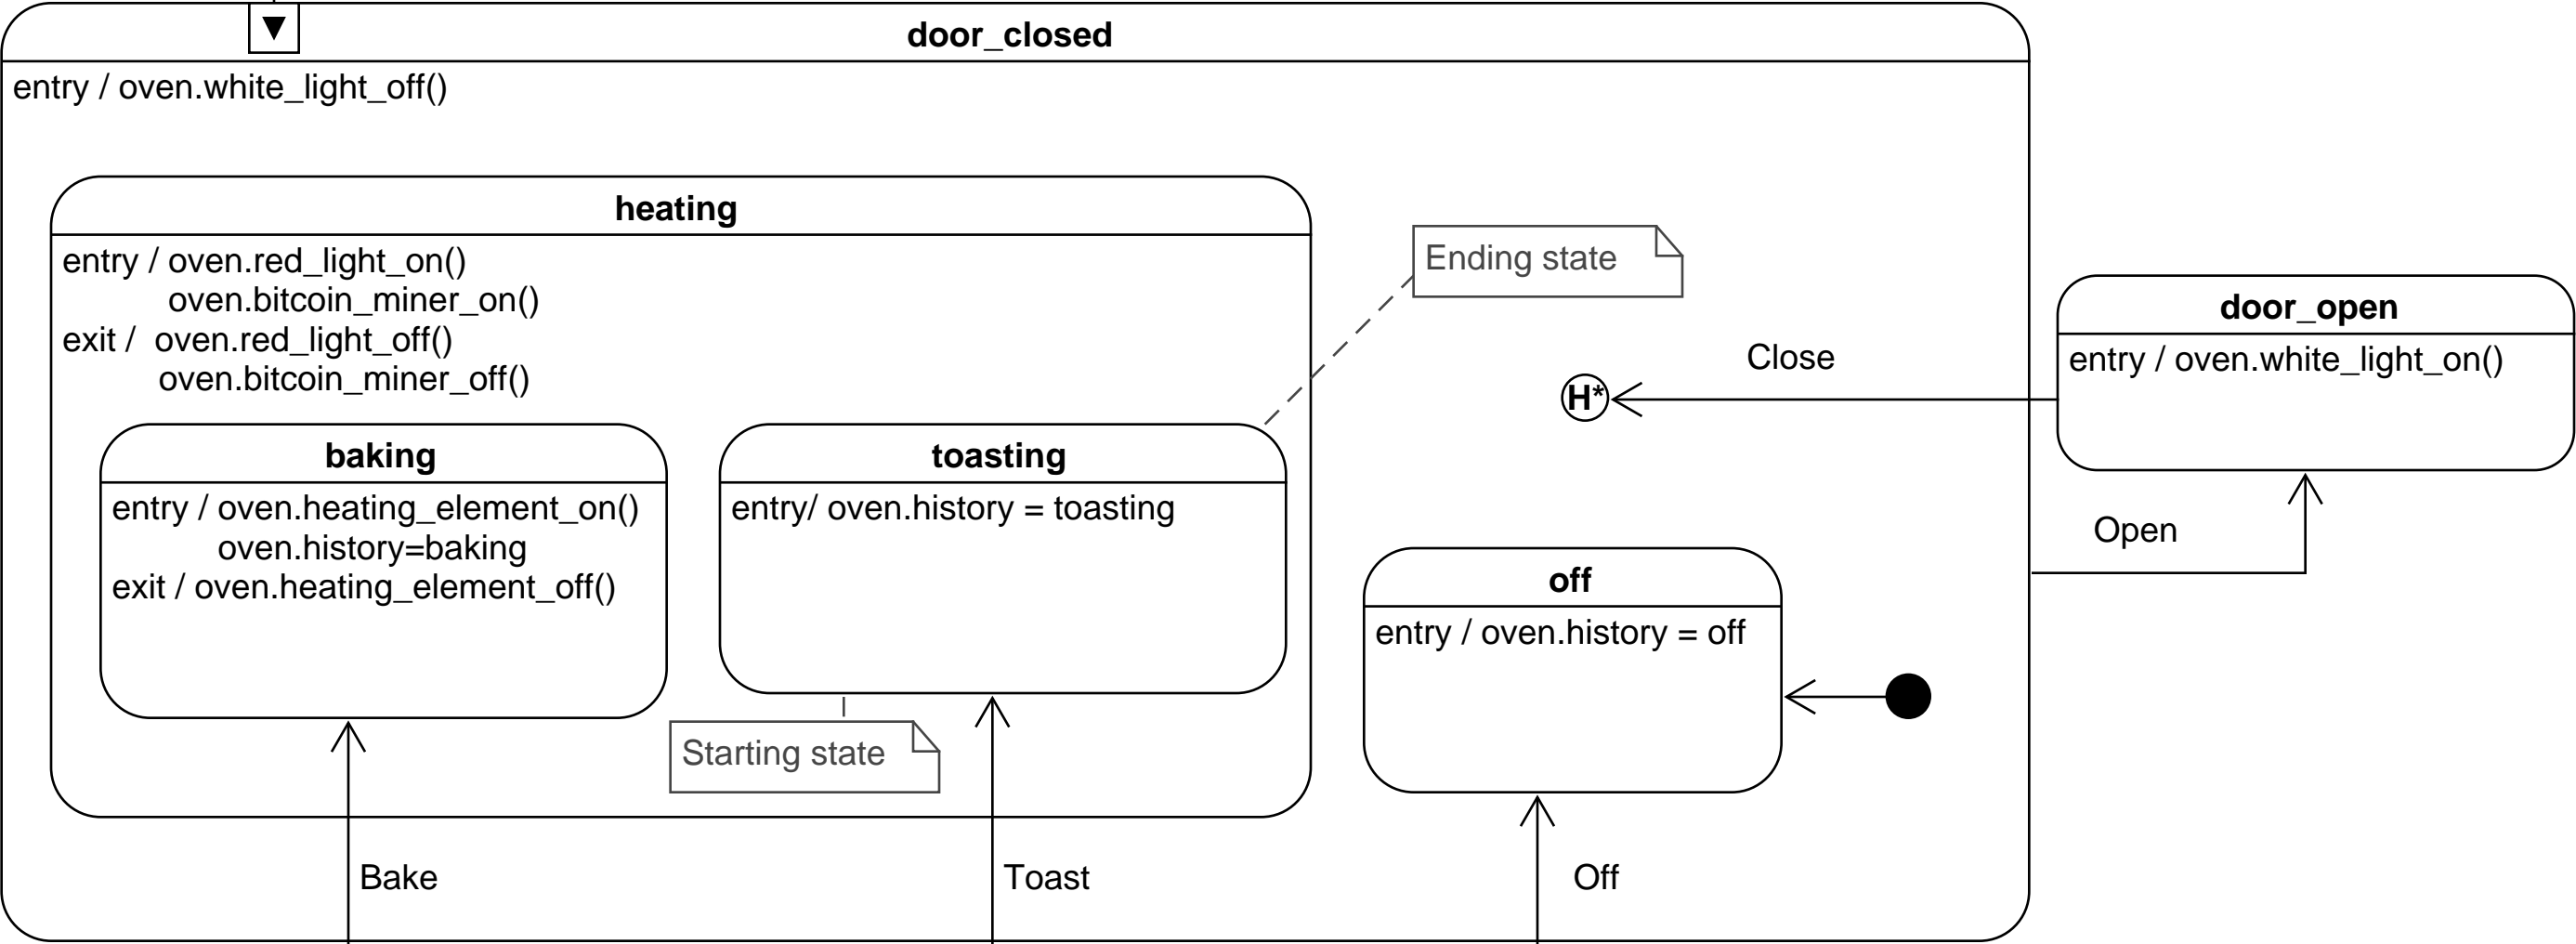 door_closed
entry / oven.white_light_off()
heating
entry / oven.red_light_on()
oven.bitcoin_miner_on()
exit /  oven.red_light_off()
oven.bitcoin_miner_off()
Ending state
door_open
entry / oven.white_light_on()
Close
H*
baking
entry / oven.heating_element_on()
oven.history=baking
exit / oven.heating_element_off()
toasting
entry/ oven.history = toasting
Open
off
entry / oven.history = off
Starting state
Bake
Toast
Off